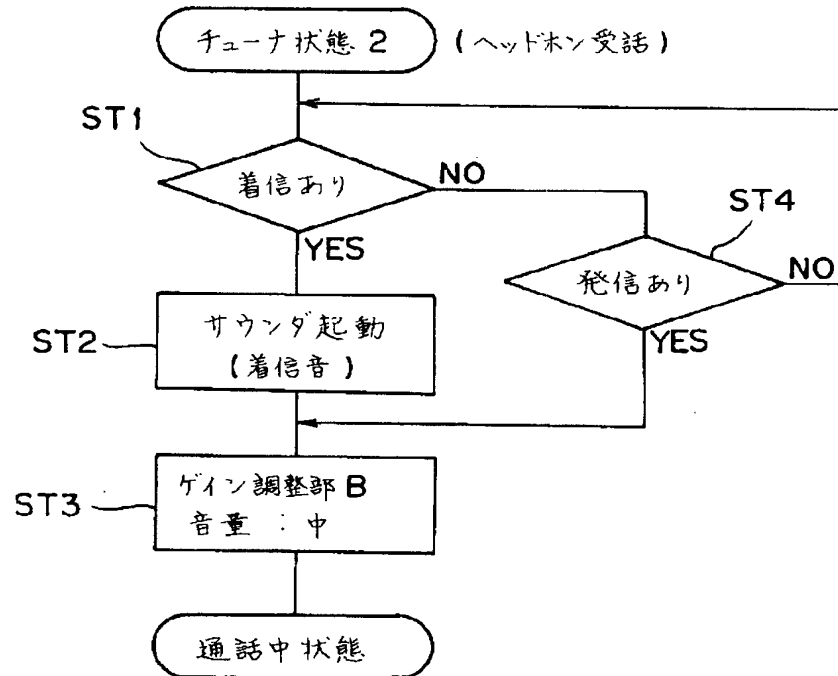 チューナ状態 2 (ヘッドホン受話)
ST1
着信あり
NO
YES
ST4
発信あり
NO
YES
ST2
サウンダ起動
(着信音)
ST3
ゲイン調整部 B
音量 : 中
通話中状態